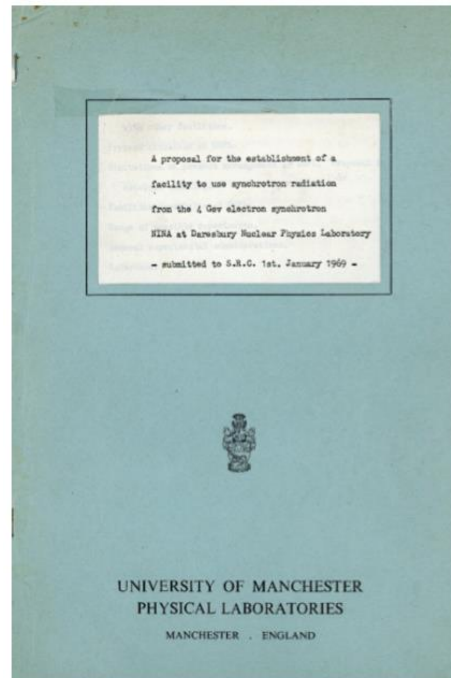 A proposal for the establishment of a
facility to use synchrotron radiation
from the 4 Gev electron synchrotron
NINA at Daresbury Nuclear Physics Laboratory
- submitted to S.R.C. 1st. January 1969 -
UNIVERSITY OF MANCHESTER
PHYSICAL LABORATORIES
MANCHESTER . ENGLAND